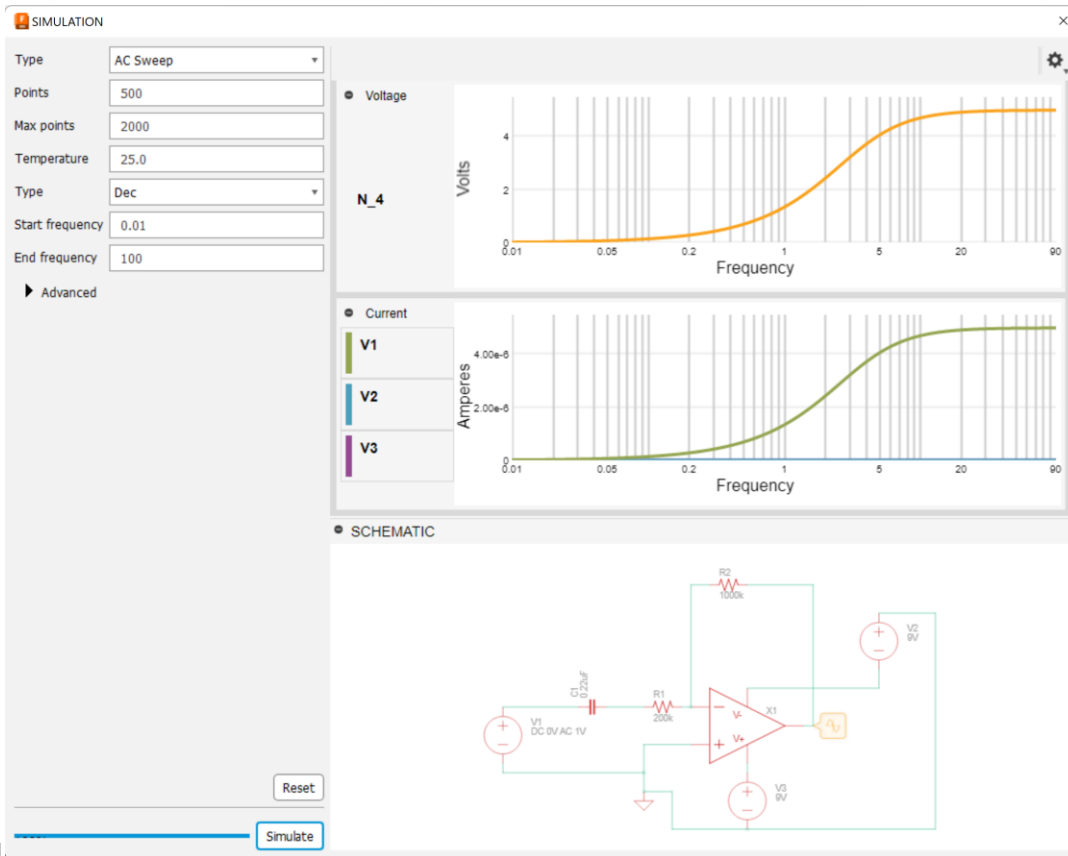 SIMULATION
Type AC Sweep
Points 500
Max points 2000
Temperature 25.0
Type Dec
Start frequency 0.01
End frequency 100
Advanced
Reset
Simulate
Voltage
N_4
Volts
4
2
0
0.01 0.05 0.2 1 5 20 90
Frequency
Current
V1
V2
V3
Amperes
4.00e-6
2.00e-6
0
0.01 0.05 0.2 1 5 20 90
Frequency
SCHEMATIC
R2
1000k
V2
9V
C1
0.22uF
R1
200k
X1
V-
V+
V1
DC 0V AC 1V
V3
9V